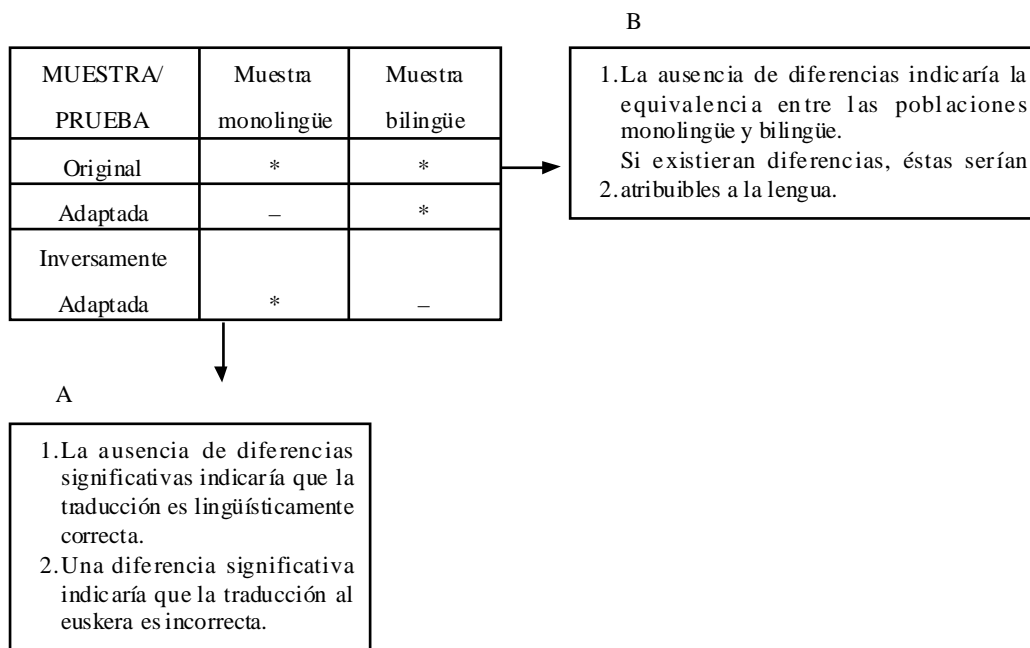 B
MUESTRA/ Muestra Muestra
PRUEBA monolingüe bilingüe
Original * *
Adaptada – *
Inversamente
Adaptada * –
1.La ausencia de diferencias indicaría la
equivalencia entre las poblaciones
monolingüe y bilingüe.
Si existieran diferencias, éstas serían
2.atribuibles a la lengua.
A
1.La ausencia de diferencias
significativas indicaría que la
traducción es lingüísticamente
correcta.
2.Una diferencia significativa
indicaría que la traducción al
euskera es incorrecta.